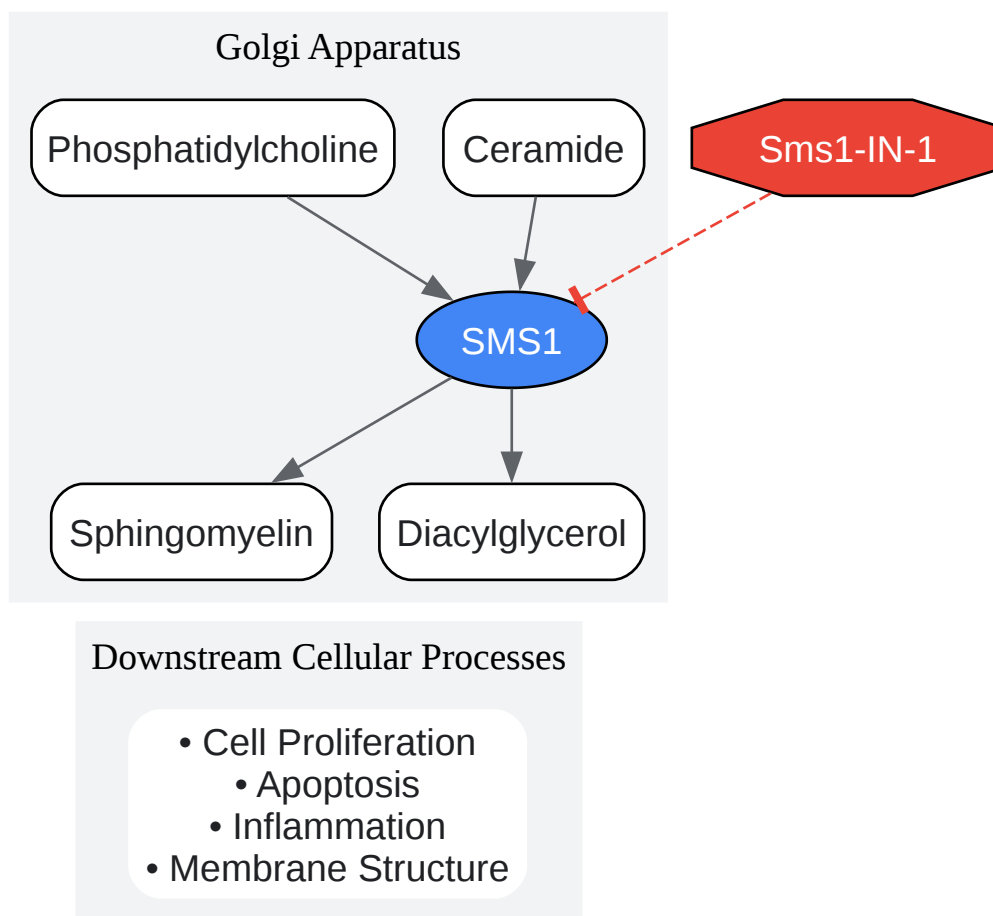 Golgi Apparatus
Phosphatidylcholine
Ceramide
Sms1-IN-1
SMS1
Sphingomyelin
Diacylglycerol
Downstream Cellular Processes
• Cell Proliferation
• Apoptosis
• Inflammation
• Membrane Structure